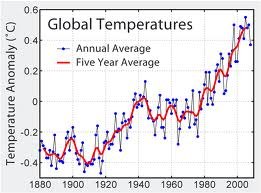 Global Temperatures
Annual Average
Five Year Average
Temperature Anomaly (°C)
0.6
0.4
0.2
0
-0.2
-0.4
1880 1900 1920 1940 1960 1980 2000